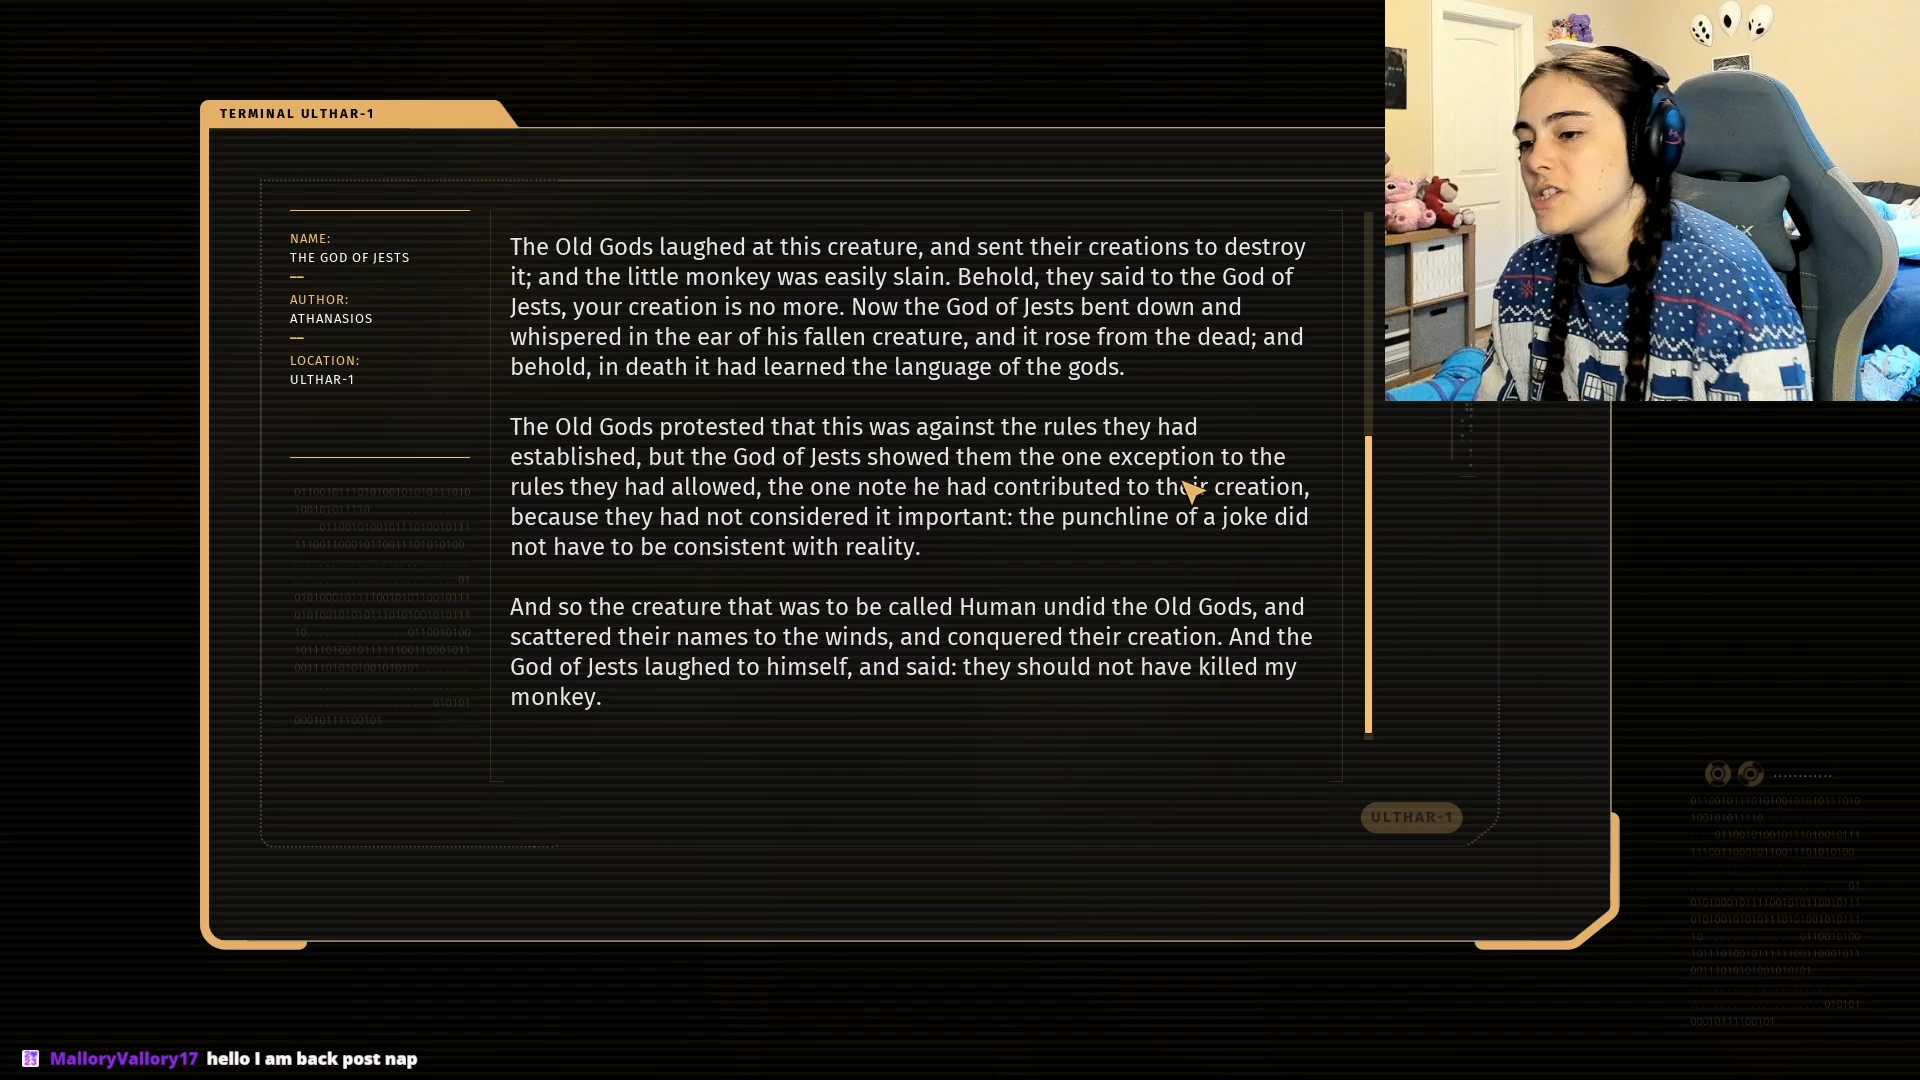 TERMINAL ULTHAR-1
NAME:
THE GOD OF JESTS
AUTHOR:
ATHANASIOS
LOCATION:
ULTHAR-1
The Old Gods laughed at this creature, and sent their creations to destroy
it; and the little monkey was easily slain. Behold, they said to the God of
Jests, your creation is no more. Now the God of Jests bent down and
whispered in the ear of his fallen creature, and it rose from the dead; and
behold, in death it had learned the language of the gods.
The Old Gods protested that this was against the rules they had
established, but the God of Jests showed them the one exception to the
rules they had allowed, the one note he had contributed to their creation,
because they had not considered it important: the punchline of a joke did
not have to be consistent with reality.
And so the creature that was to be called Human undid the Old Gods, and
scattered their names to the winds, and conquered their creation. And the
God of Jests laughed to himself, and said: they should not have killed my
monkey.
ULTHAR-1
MalloryVallory17 hello I am back post nap